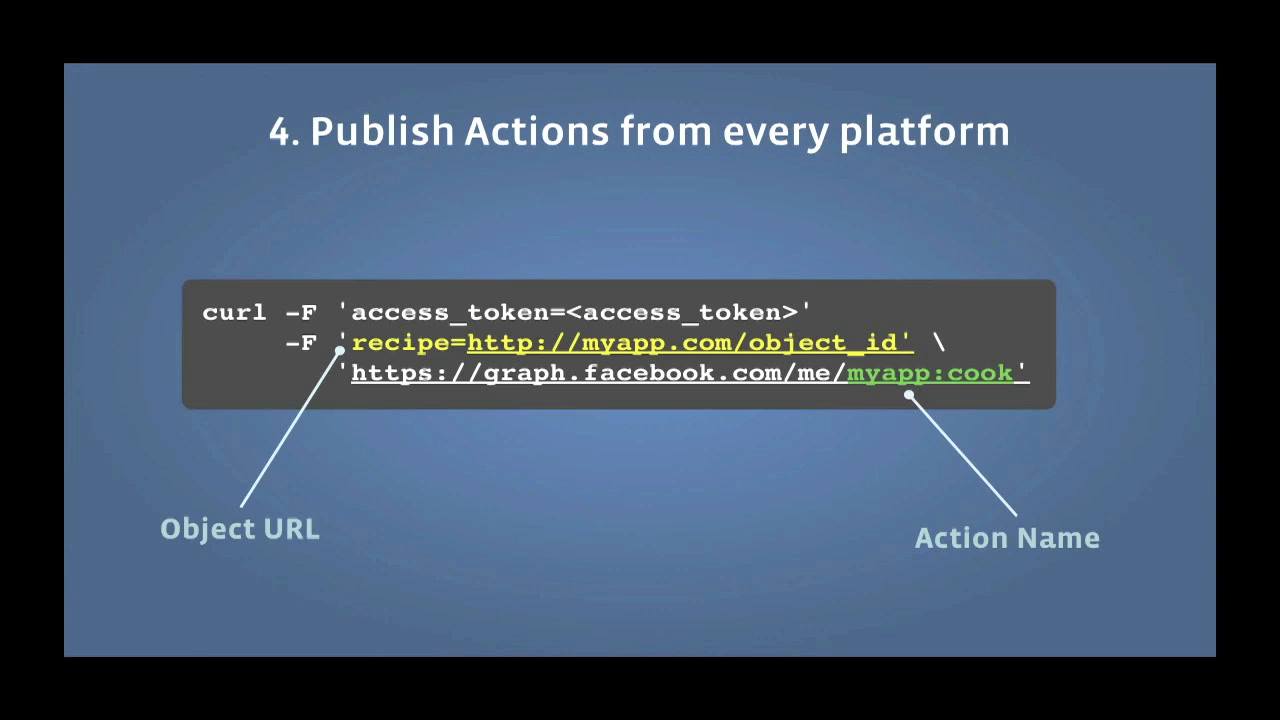 4. Publish Actions from every platform
curl -F 'access_token=<access_token>'
-F 'recipe=http://myapp.com/object_id' \
'https://graph.facebook.com/me/myapp:cook'
Object URL
Action Name